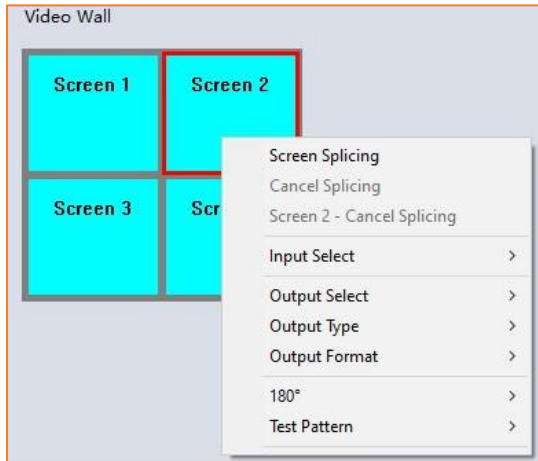 Video Wall
Screen 1
Screen 2
Screen 3
Scr
Screen Splicing
Cancel Splicing
Screen 2 - Cancel Splicing
Input Select
Output Select
Output Type
Output Format
180°
Test Pattern